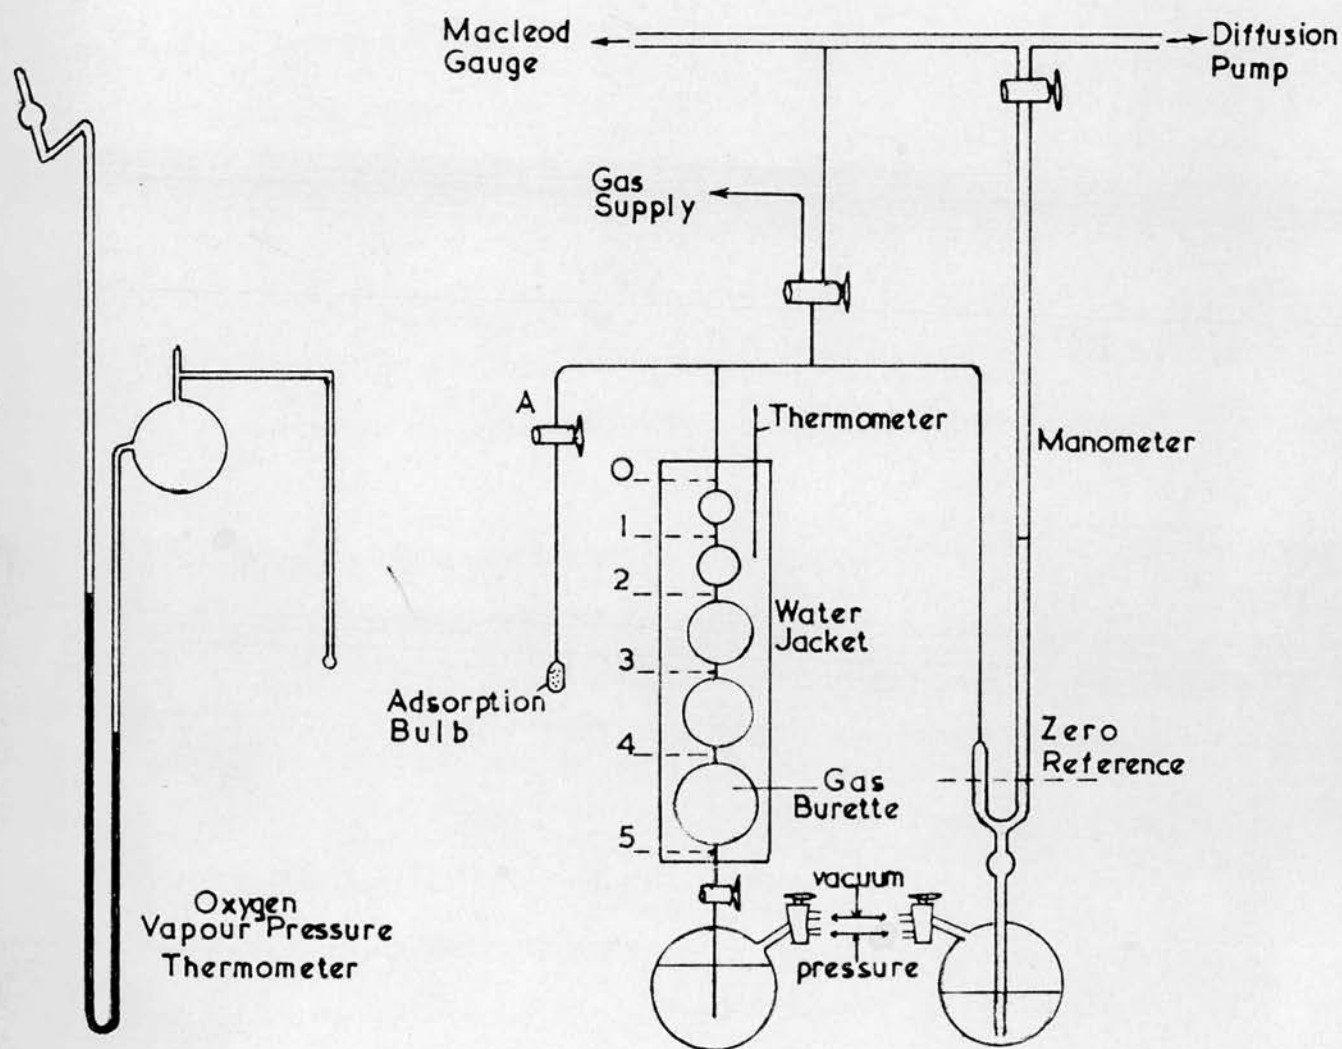 Macleod
Gauge
Diffusion
Pump
Gas
Supply
A
Thermometer
Manometer
0
1
2
3
4
5
Water
Jacket
Adsorption
Bulb
Zero
Reference
Gas
Burette
Oxygen
Vapour Pressure
Thermometer
vacuum
pressure